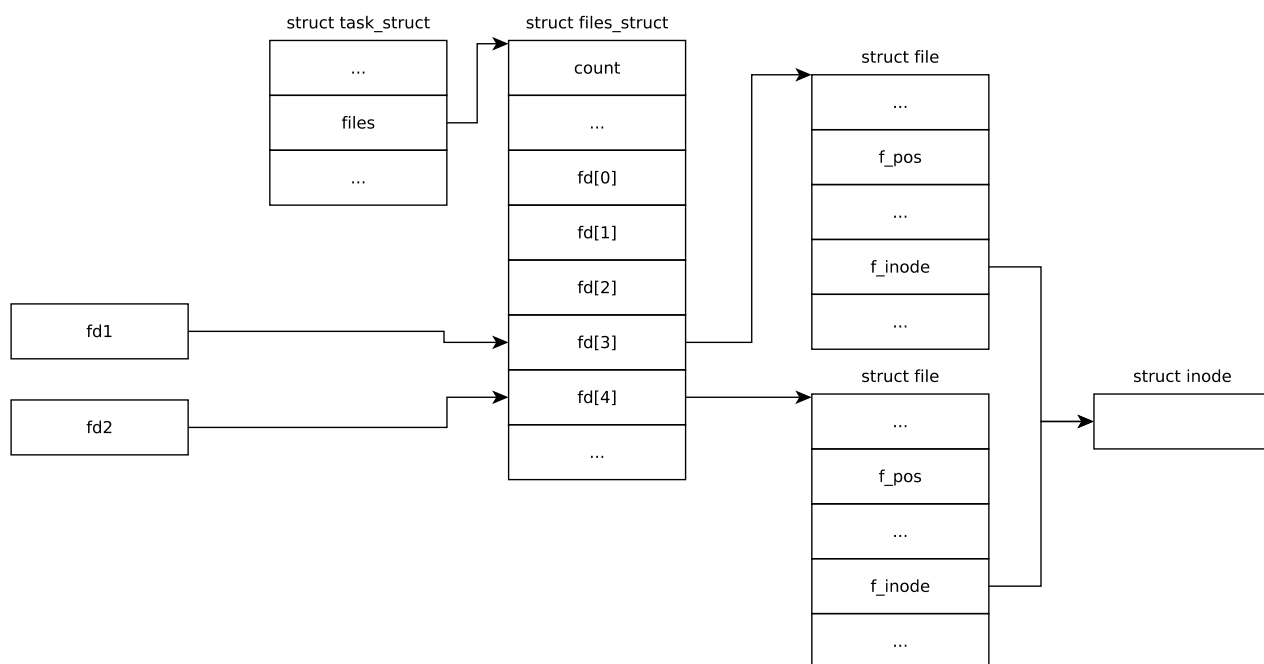 struct task_struct
...
files
...
struct files_struct
count
...
fd[0]
fd[1]
fd[2]
fd[3]
fd[4]
...
fd1
fd2
struct file
...
f_pos
...
f_inode
...
struct file
...
f_pos
...
f_inode
...
struct inode